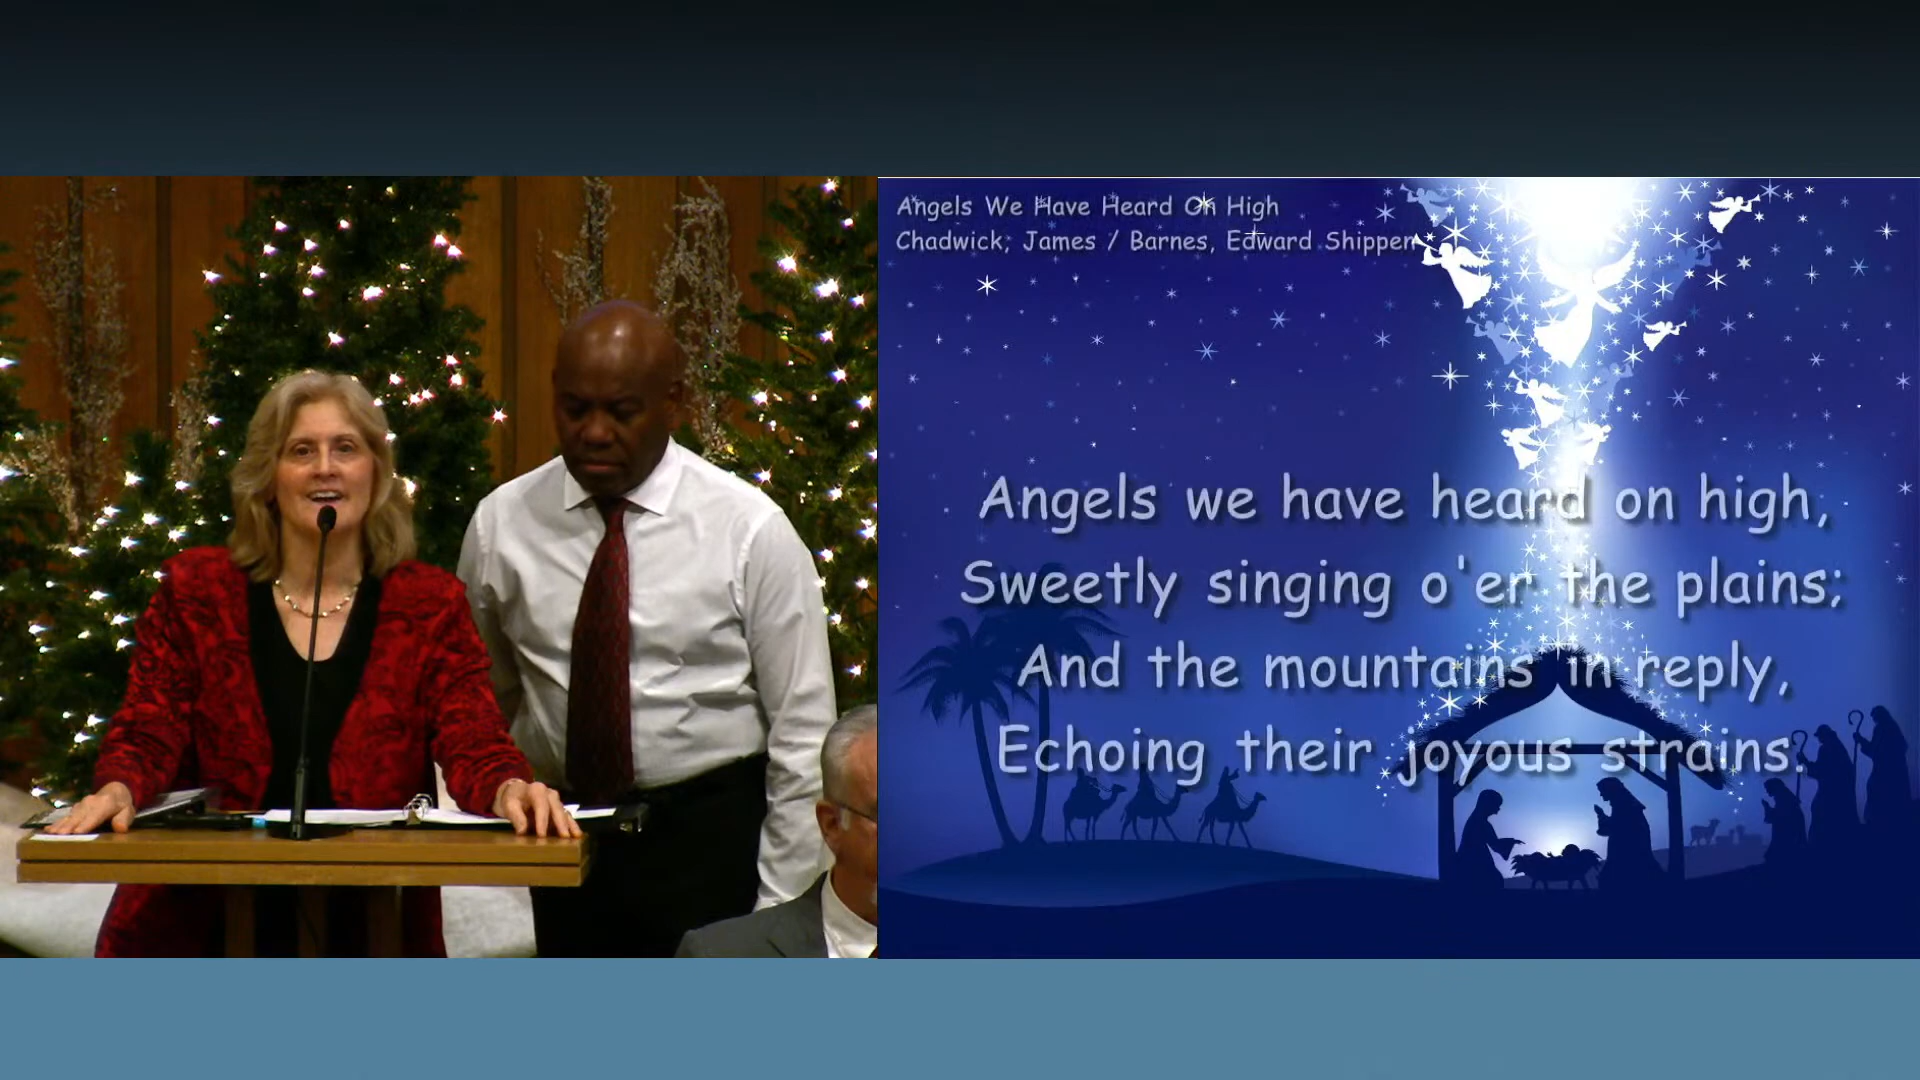 Angels We Have Heard On High
Chadwick; James / Barnes, Edward Shippen
Angels we have heard on high,
Sweetly singing o'er the plains;
And the mountains in reply,
Echoing their joyous strains.